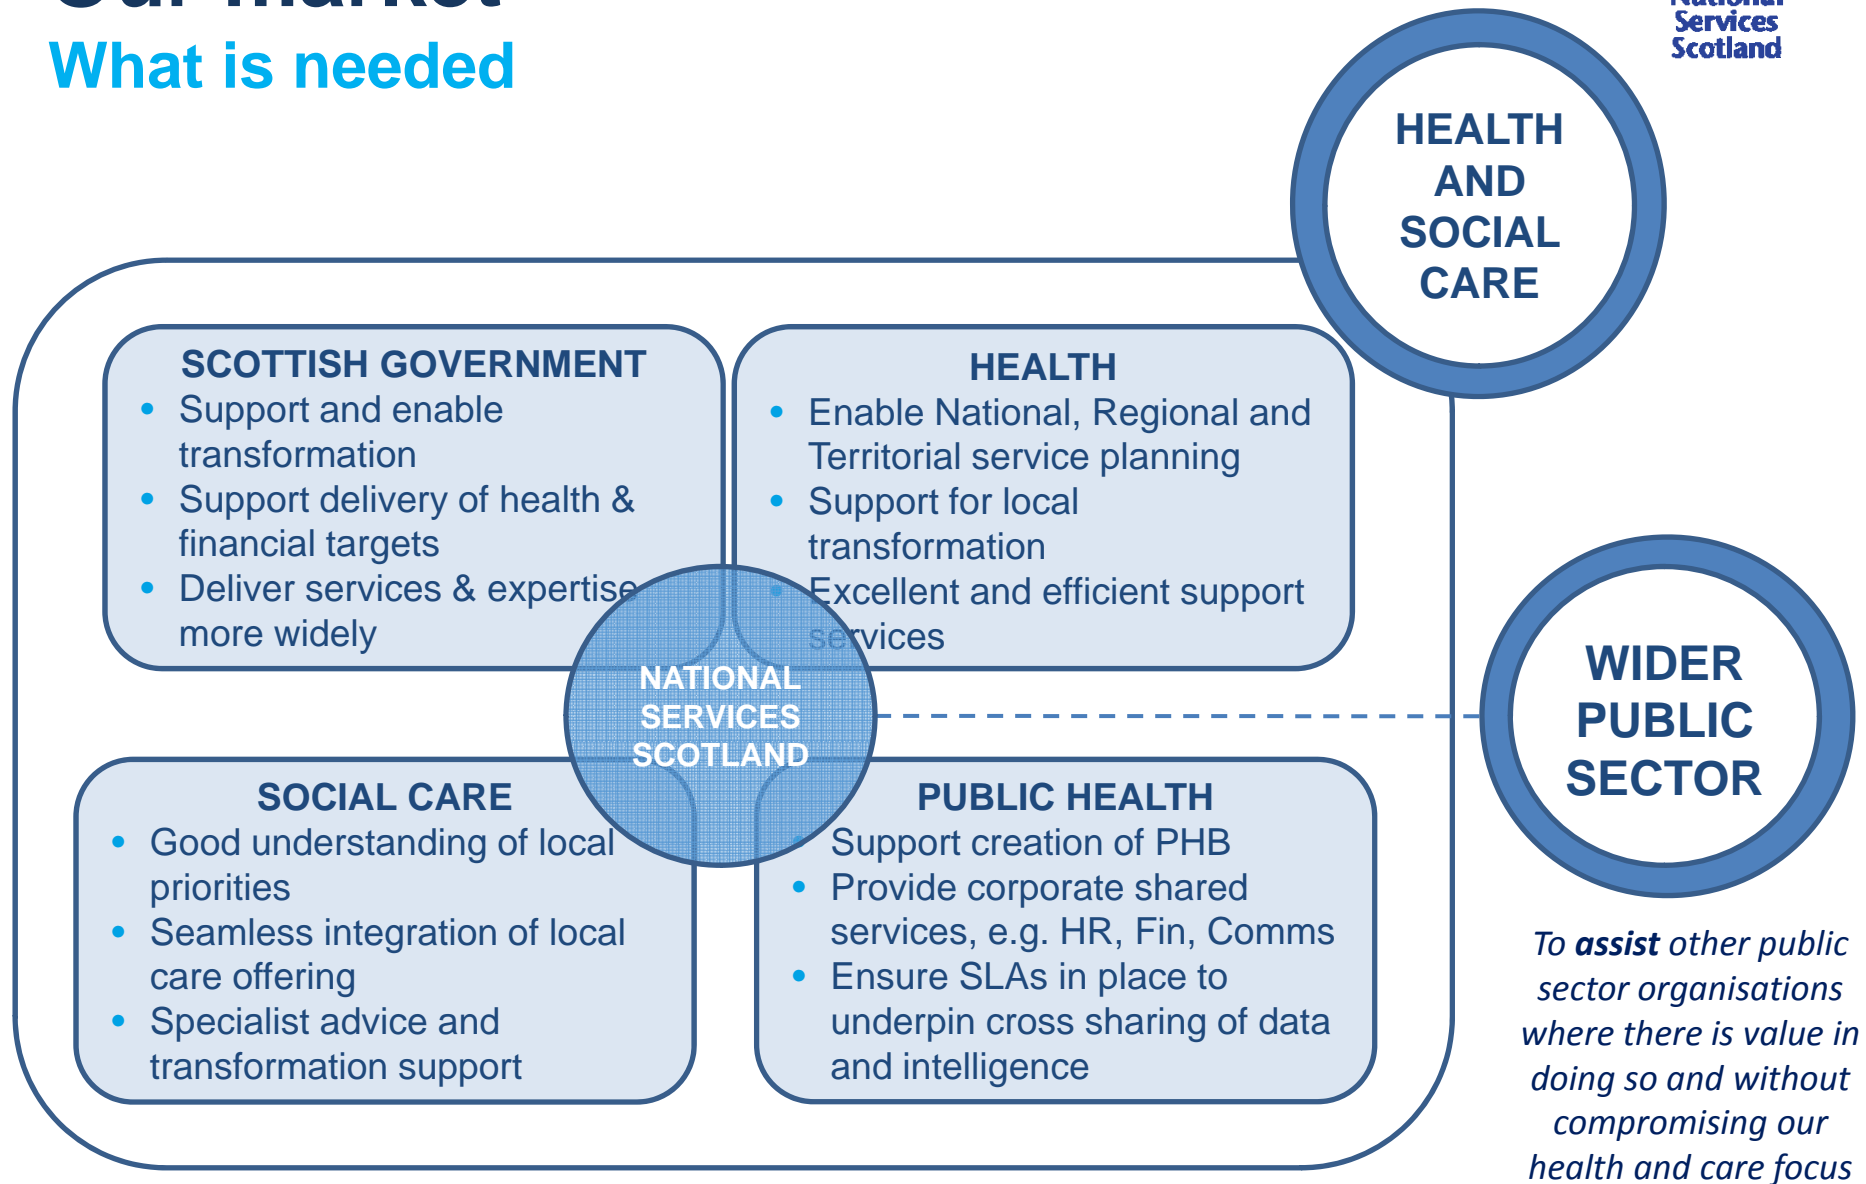 Our market
What is needed
National
Services
Scotland
HEALTH
AND
SOCIAL
CARE
SCOTTISH GOVERNMENT
• Support and enable
transformation
• Support delivery of health &
financial targets
• Deliver services & expertise
more widely
HEALTH
• Enable National, Regional and
Territorial service planning
• Support for local
transformation
• Excellent and efficient support
services
NATIONAL
SERVICES
SCOTLAND
WIDER
PUBLIC
SECTOR
SOCIAL CARE
• Good understanding of local
priorities
• Seamless integration of local
care offering
• Specialist advice and
transformation support
PUBLIC HEALTH
• Support creation of PHB
• Provide corporate shared
services, e.g. HR, Fin, Comms
• Ensure SLAs in place to
underpin cross sharing of data
and intelligence
To assist other public
sector organisations
where there is value in
doing so and without
compromising our
health and care focus